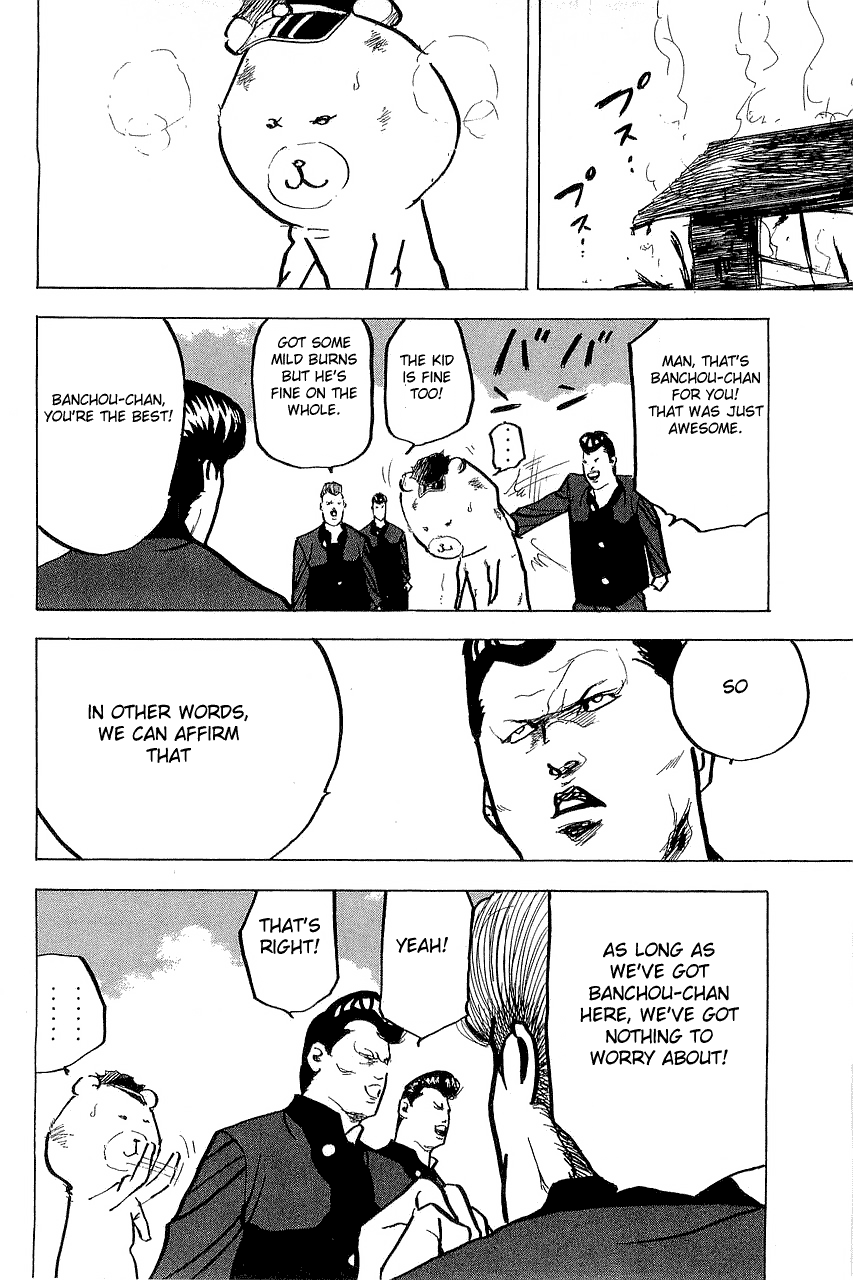 プス…
プス…
MAN, THAT'S
BANCHOU-CHAN
FOR YOU!
THAT WAS JUST
AWESOME.
バ バ
ン ン
THE KID
IS FINE
TOO!
GOT SOME
MILD BURNS
BUT HE'S
FINE ON THE
WHOLE.
BANCHOU-CHAN,
YOU'RE THE BEST!
SO
IN OTHER WORDS,
WE CAN AFFIRM
THAT
AS LONG AS
WE'VE GOT
BANCHOU-CHAN
HERE, WE'VE GOT
NOTHING TO
WORRY ABOUT!
YEAH!
THAT'S
RIGHT!